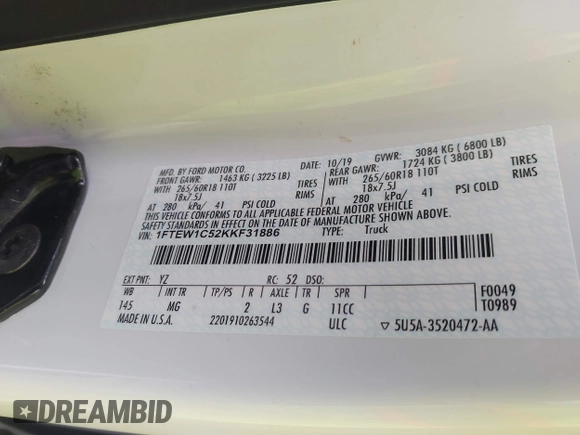 MFD. BY FORD MOTOR CO. 10/19 GVWR: 3084 KG ( 6800 LB)
FRONT GAWR: 1463 KG ( 3225 LB) REAR GAWR: 1724 KG ( 3800 LB)
WITH 265/60R18 110T TIRES WITH 265/60R18 110T TIRES
18x7.5J RIMS 18x7.5J RIMS
AT 280 kPa/ 41 PSI COLD AT 280 kPa/ 41 PSI COLD
THIS VEHICLE CONFORMS TO ALL APPLICABLE FEDERAL MOTOR VEHICLE
SAFETY STANDARDS IN EFFECT ON THE DATE OF MANUFACTURE SHOWN ABOVE.
VIN: 1FTEW1C52KKF31886 TYPE: Truck
EXT PNT: YZ RC: 52 DSO:
WB INT TR TP/PS R AXLE TR SPR F0049
145 MG 2 L3 G 11CC T0989
MADE IN U.S.A. 2201910263544 ULC 5U5A-3520472-AA
DREAMBID